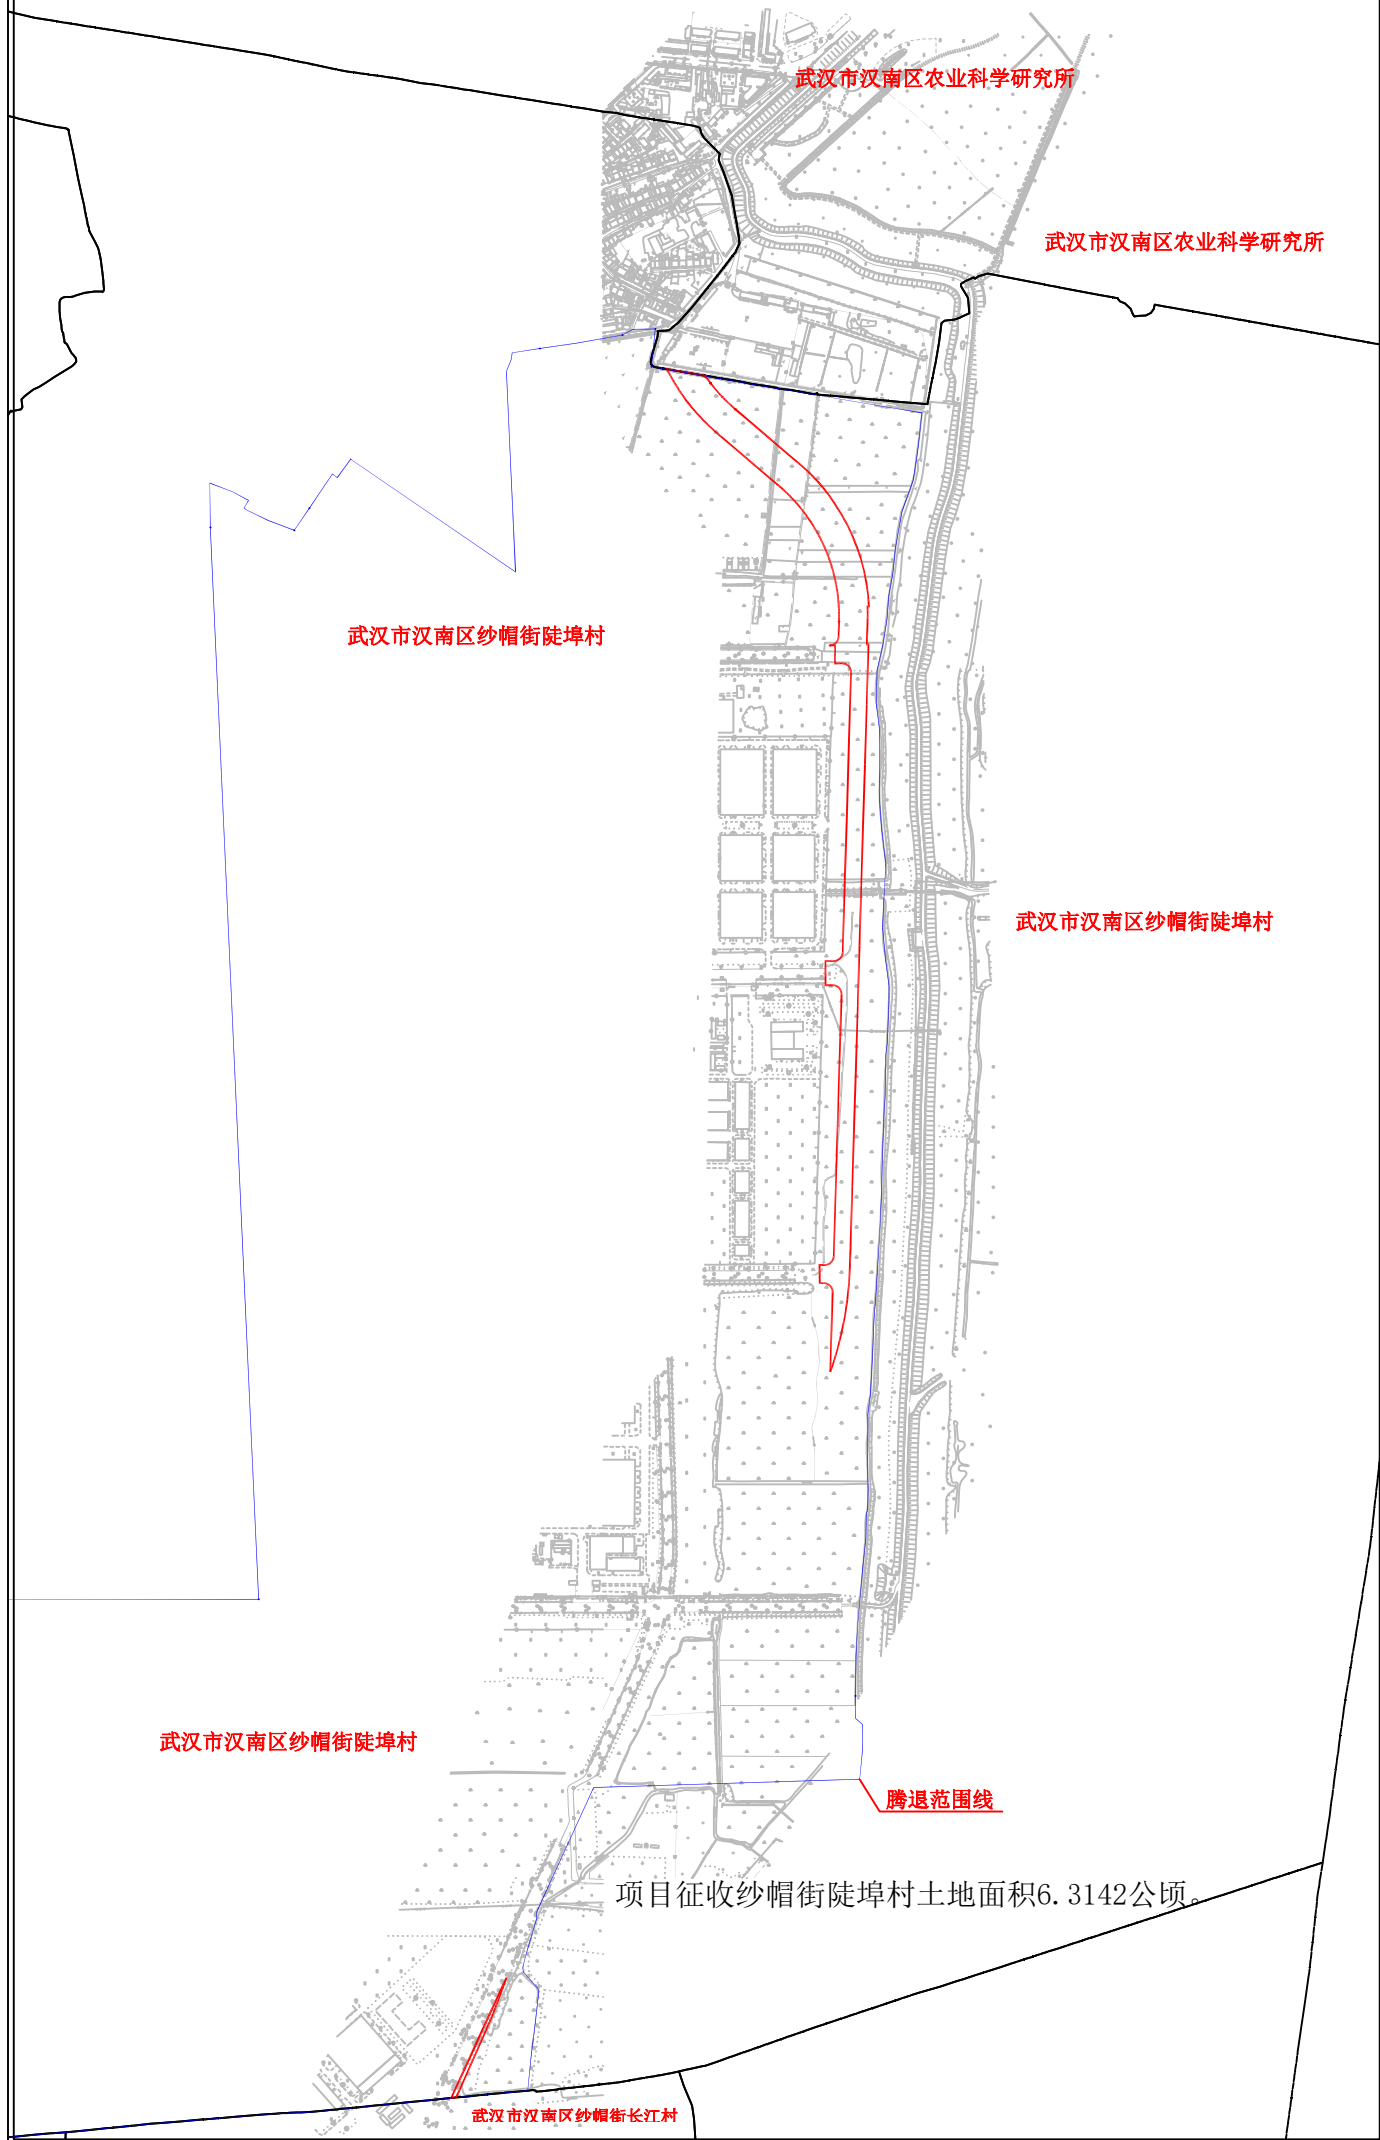 武汉市汉南区农业科学研究所
武汉市汉南区农业科学研究所
武汉市汉南区纱帽街陡埠村
武汉市汉南区纱帽街陡埠村
武汉市汉南区纱帽街陡埠村
腾退范围线
项目征收纱帽街陡埠村土地面积6.3142公顷。
武汉市汉南区纱帽街长江村